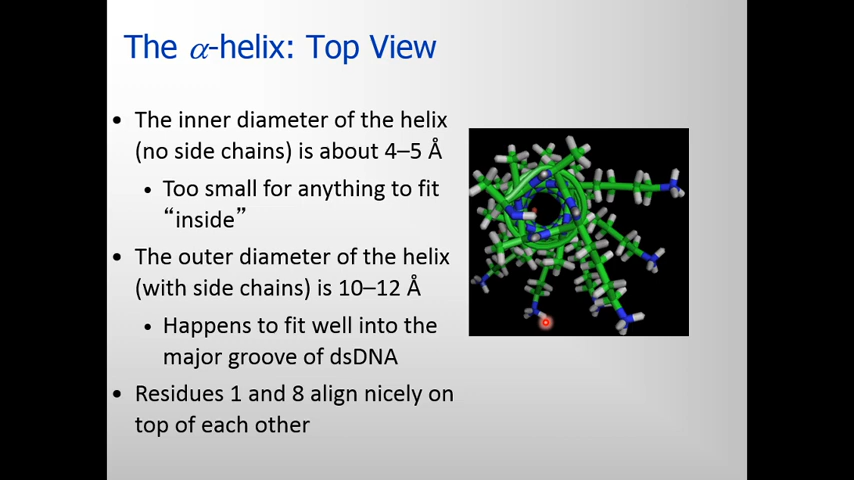 The α-helix: Top View
• The inner diameter of the helix
(no side chains) is about 4–5 Å
• Too small for anything to fit
“inside”
• The outer diameter of the helix
(with side chains) is 10–12 Å
• Happens to fit well into the
major groove of dsDNA
• Residues 1 and 8 align nicely on
top of each other